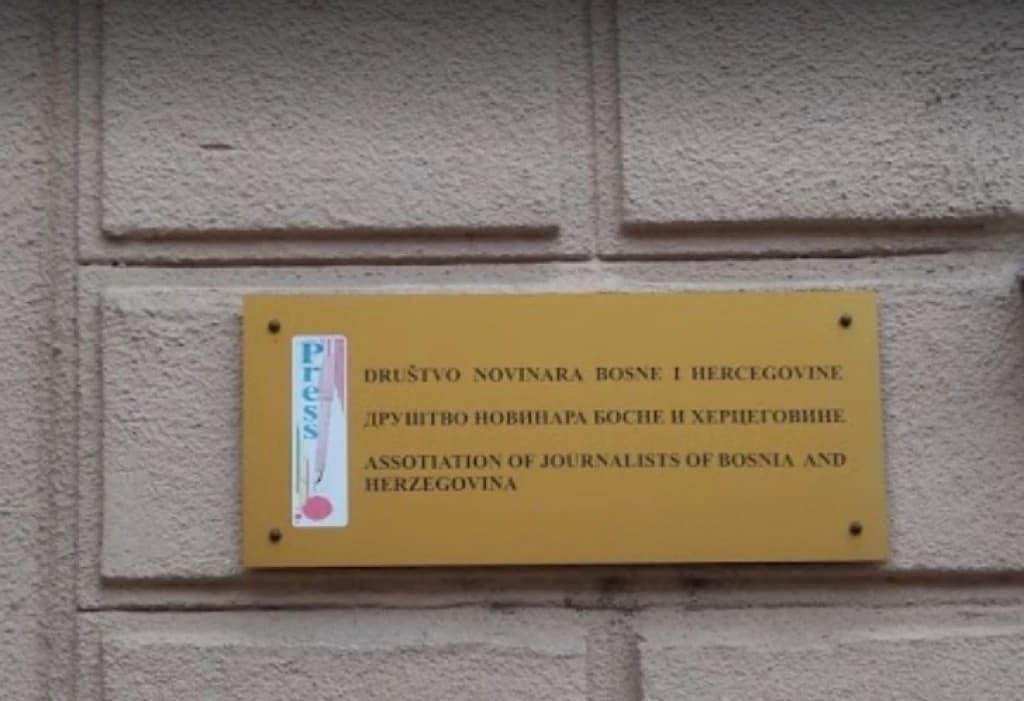 Press
DRUŠTVO NOVINARA BOSNE I HERCEGOVINE
ДРУШТВО НОВИНАРА БОСНЕ И ХЕРЦЕГОВИНЕ
ASSOTIATION OF JOURNALISTS OF BOSNIA AND
HERZEGOVINA